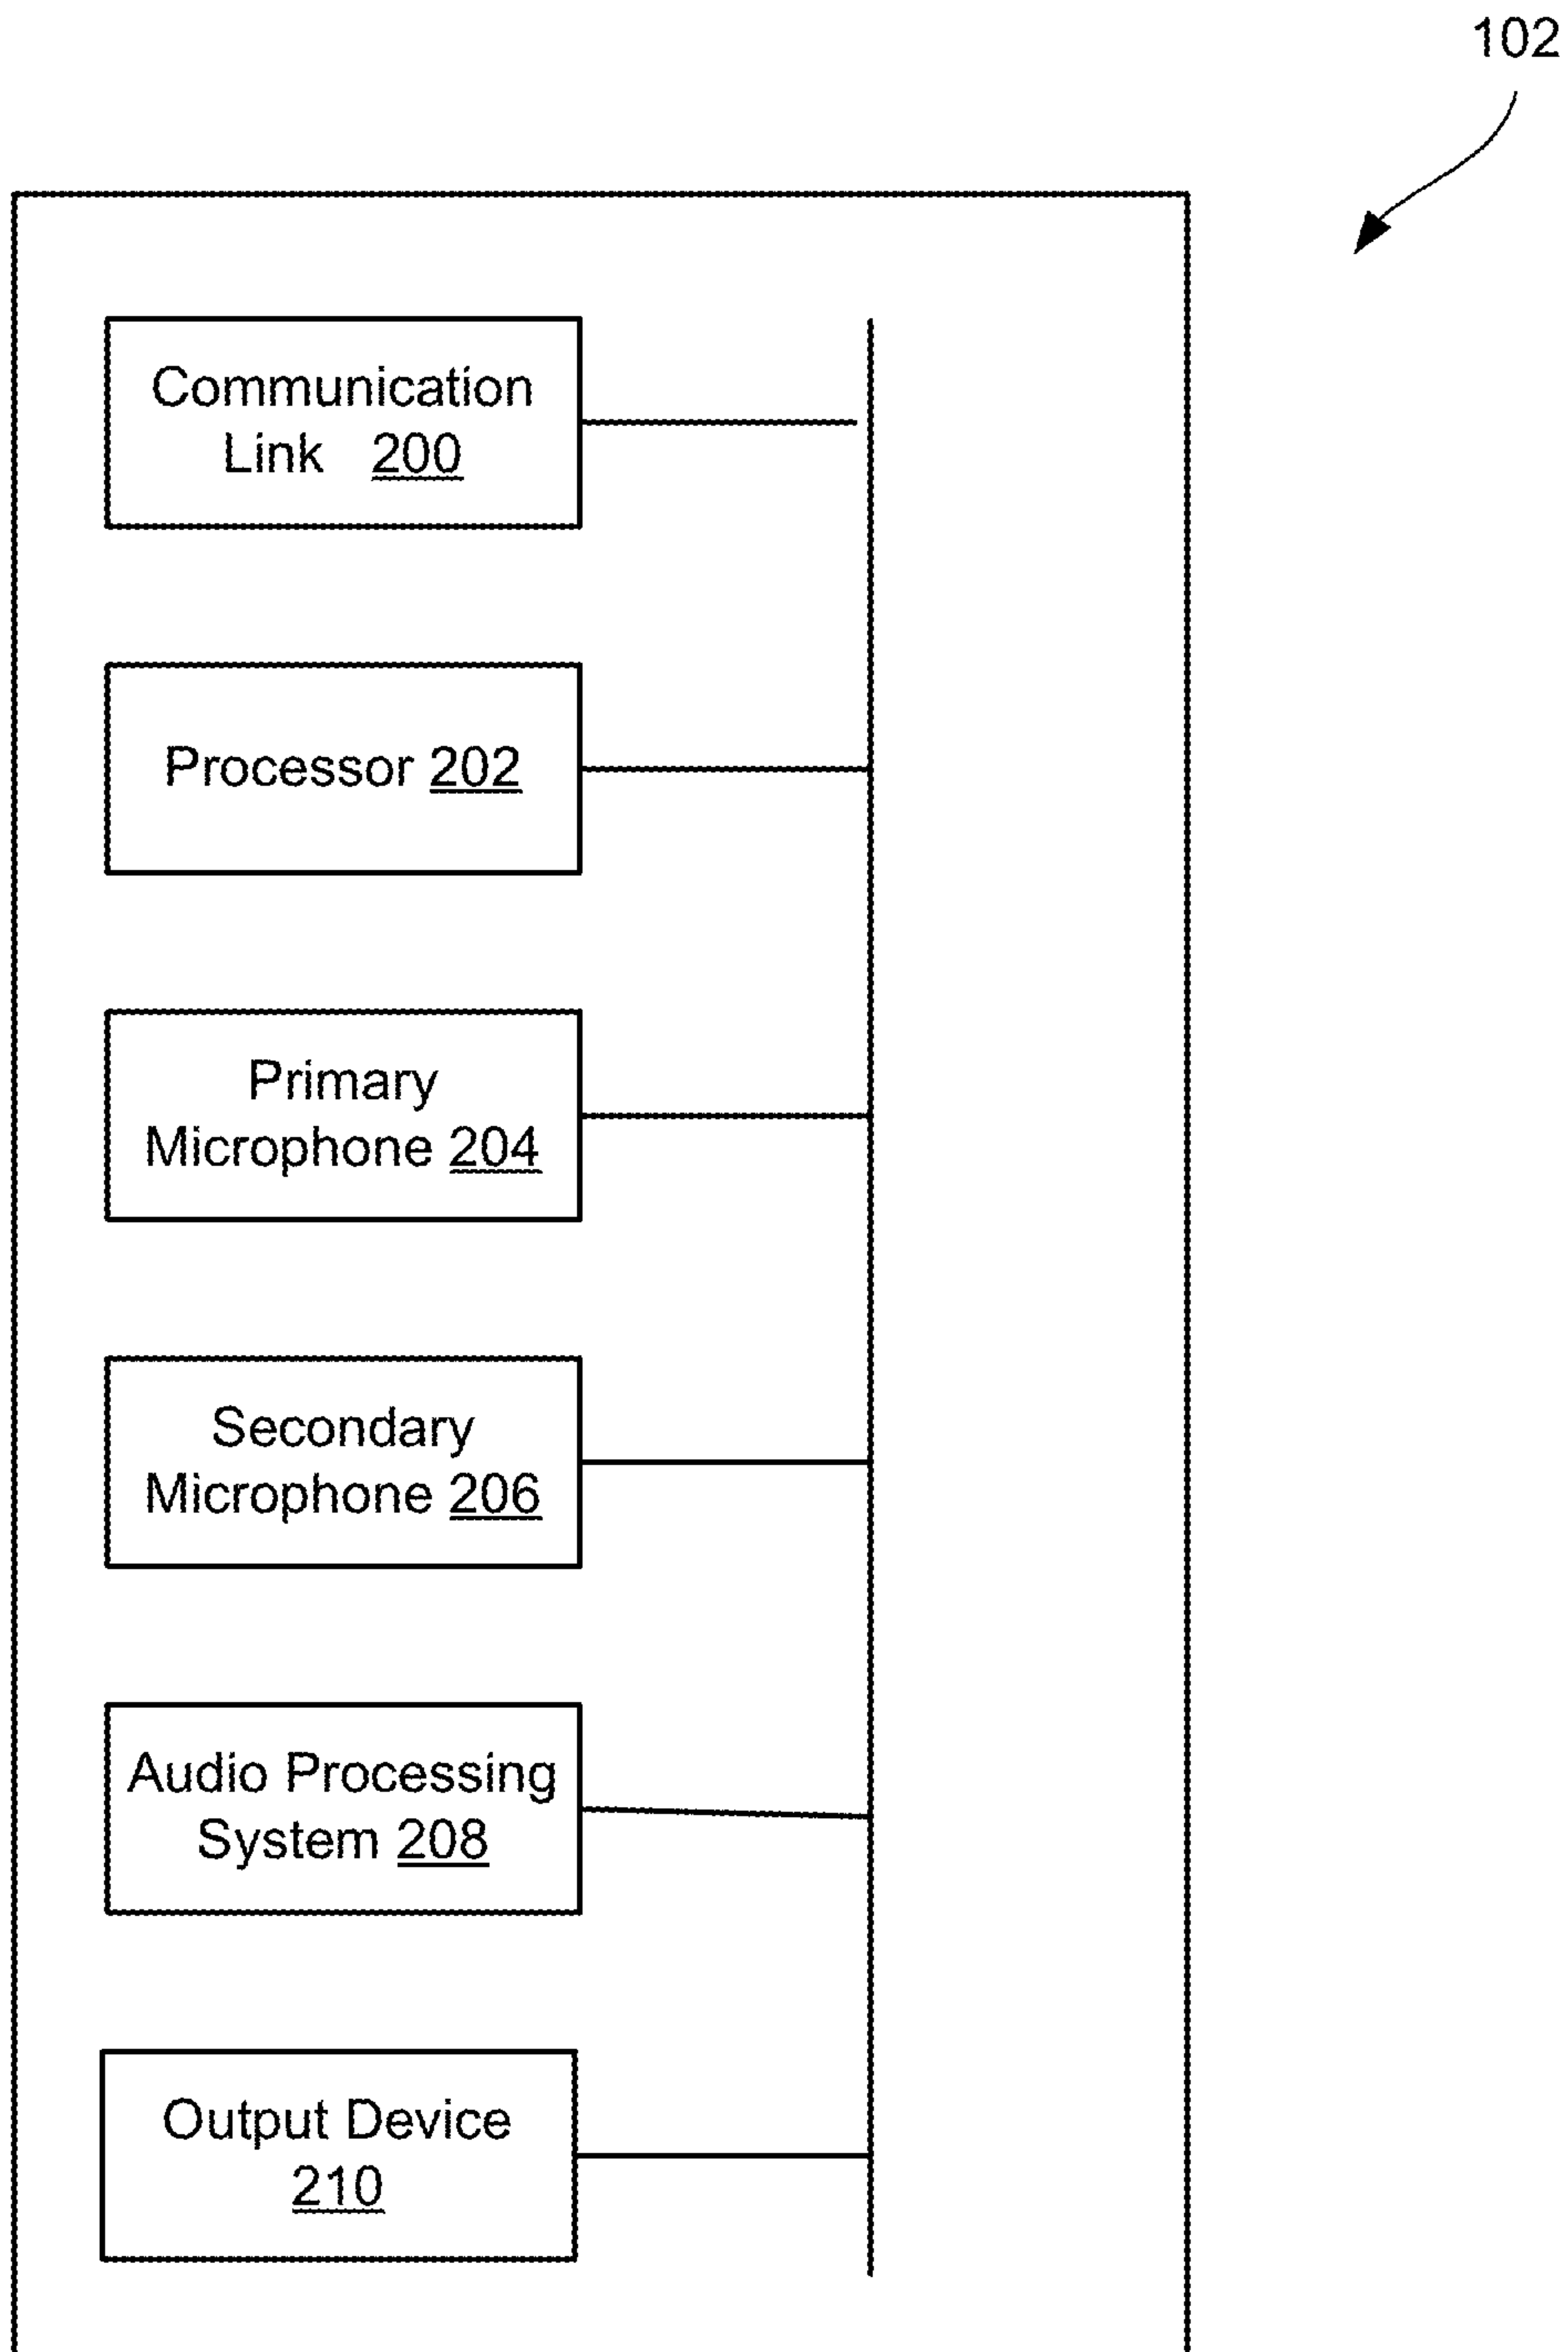 102
Communication
Link 200
Processor 202
Primary
Microphone 204
Secondary
Microphone 206
Audio Processing
System 208
Output Device
210